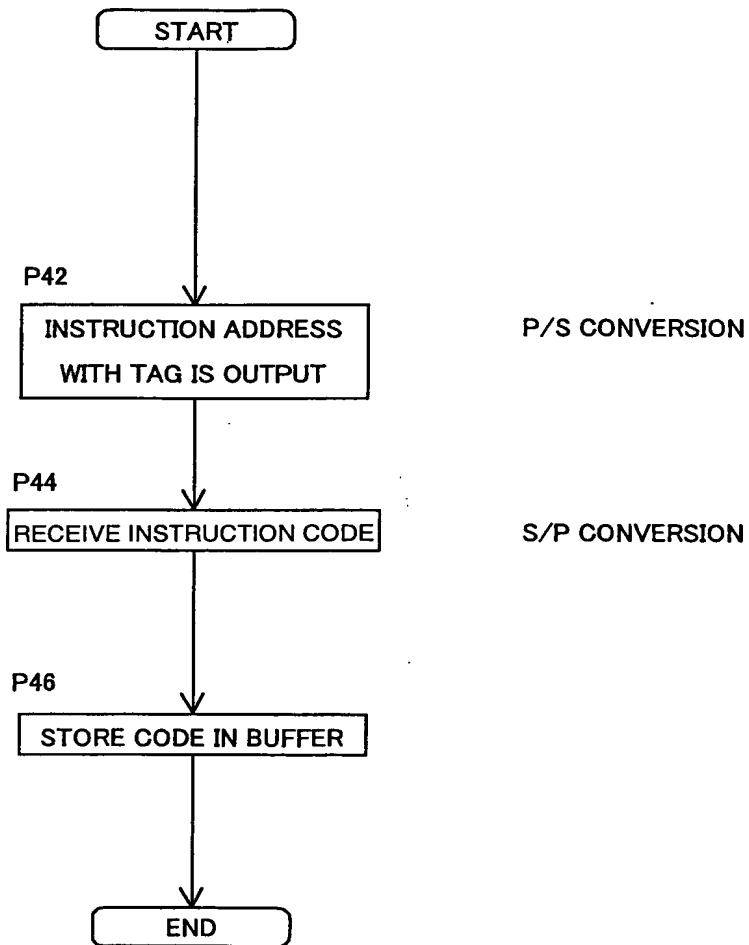 START
P42
INSTRUCTION ADDRESS
WITH TAG IS OUTPUT
P/S CONVERSION
P44
RECEIVE INSTRUCTION CODE
S/P CONVERSION
P46
STORE CODE IN BUFFER
END